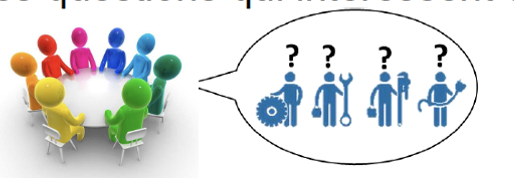 questions qui intéressent
? ? ? ?